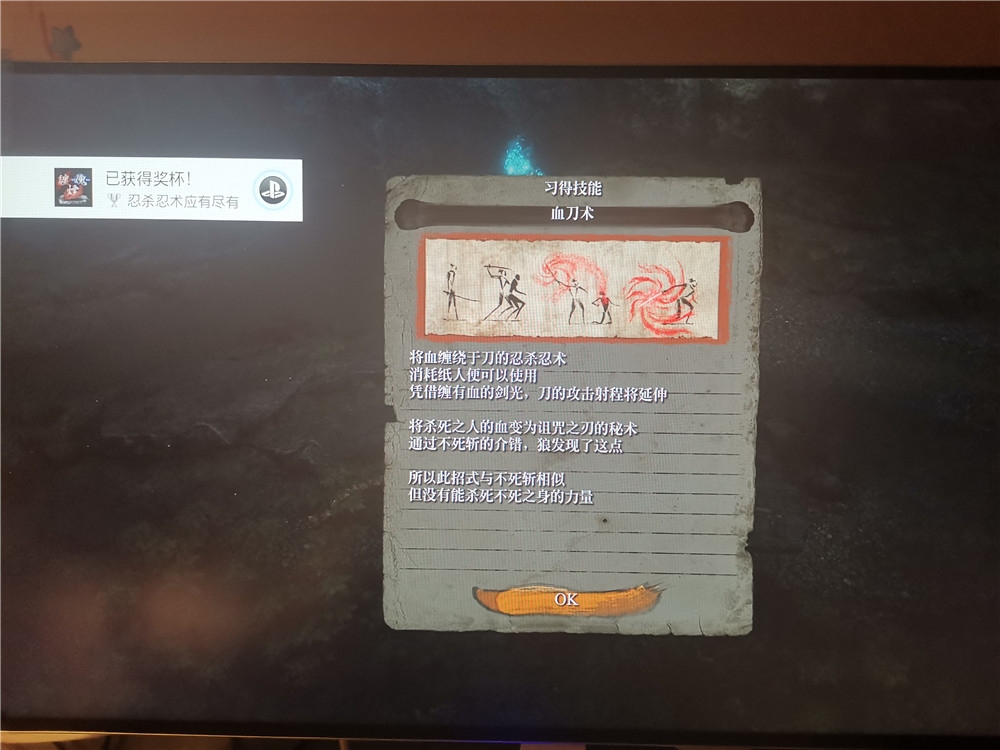 已获得奖杯!
忍杀忍术应有尽有
习得技能
血刀术
将血缠绕于刀的忍杀忍术
消耗纸人便可以使用
凭借缠有血的剑光，刀的攻击射程将延伸
将杀死之人的血变为诅咒之刃的秘术
通过不死斩的介错，狼发现了这点
所以此招式与不死斩相似
但没有能杀死不死之身的力量
OK